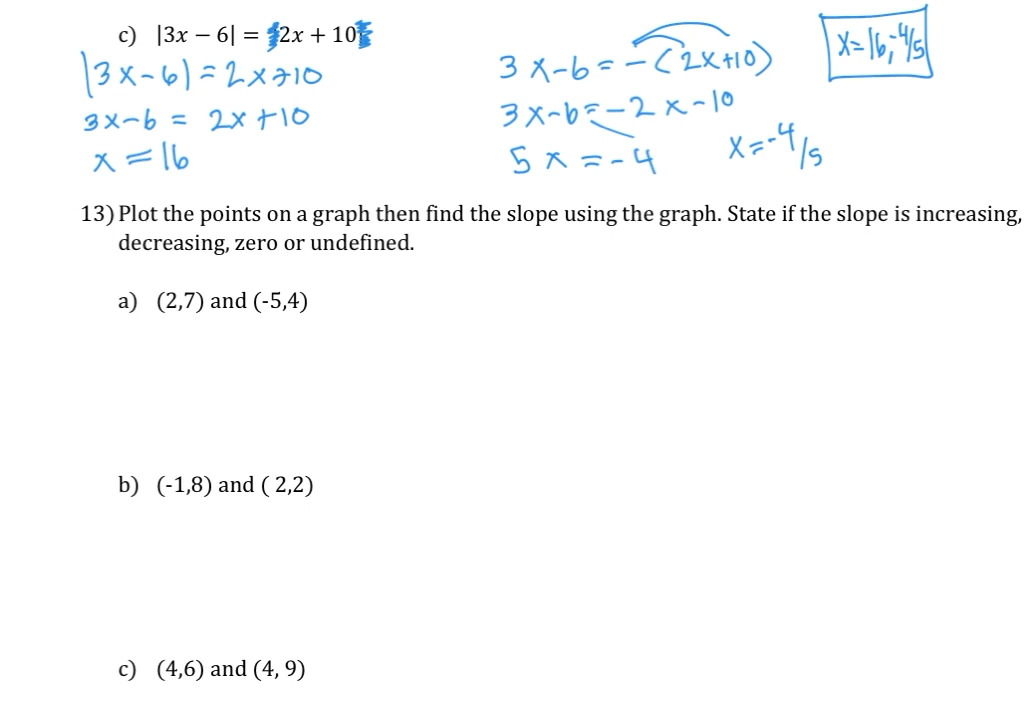 c) |3x − 6| = 2x + 10
|3x-6| = 2x+10
3x-6 = 2x+10
x = 16
3x-6 = -(2x+10)
3x-6 = -2x-10
5x = -4
x = -4/5
x = 16, -4/5
13) Plot the points on a graph then find the slope using the graph. State if the slope is increasing,
decreasing, zero or undefined.
a) (2,7) and (-5,4)
b) (-1,8) and ( 2,2)
c) (4,6) and (4, 9)